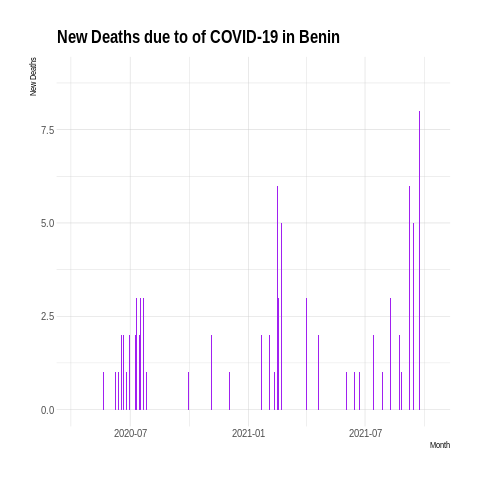 New Deaths due to of COVID-19 in Benin
New Deaths
7.5
5.0
2.5
0.0
2020-07 2021-01 2021-07
Month